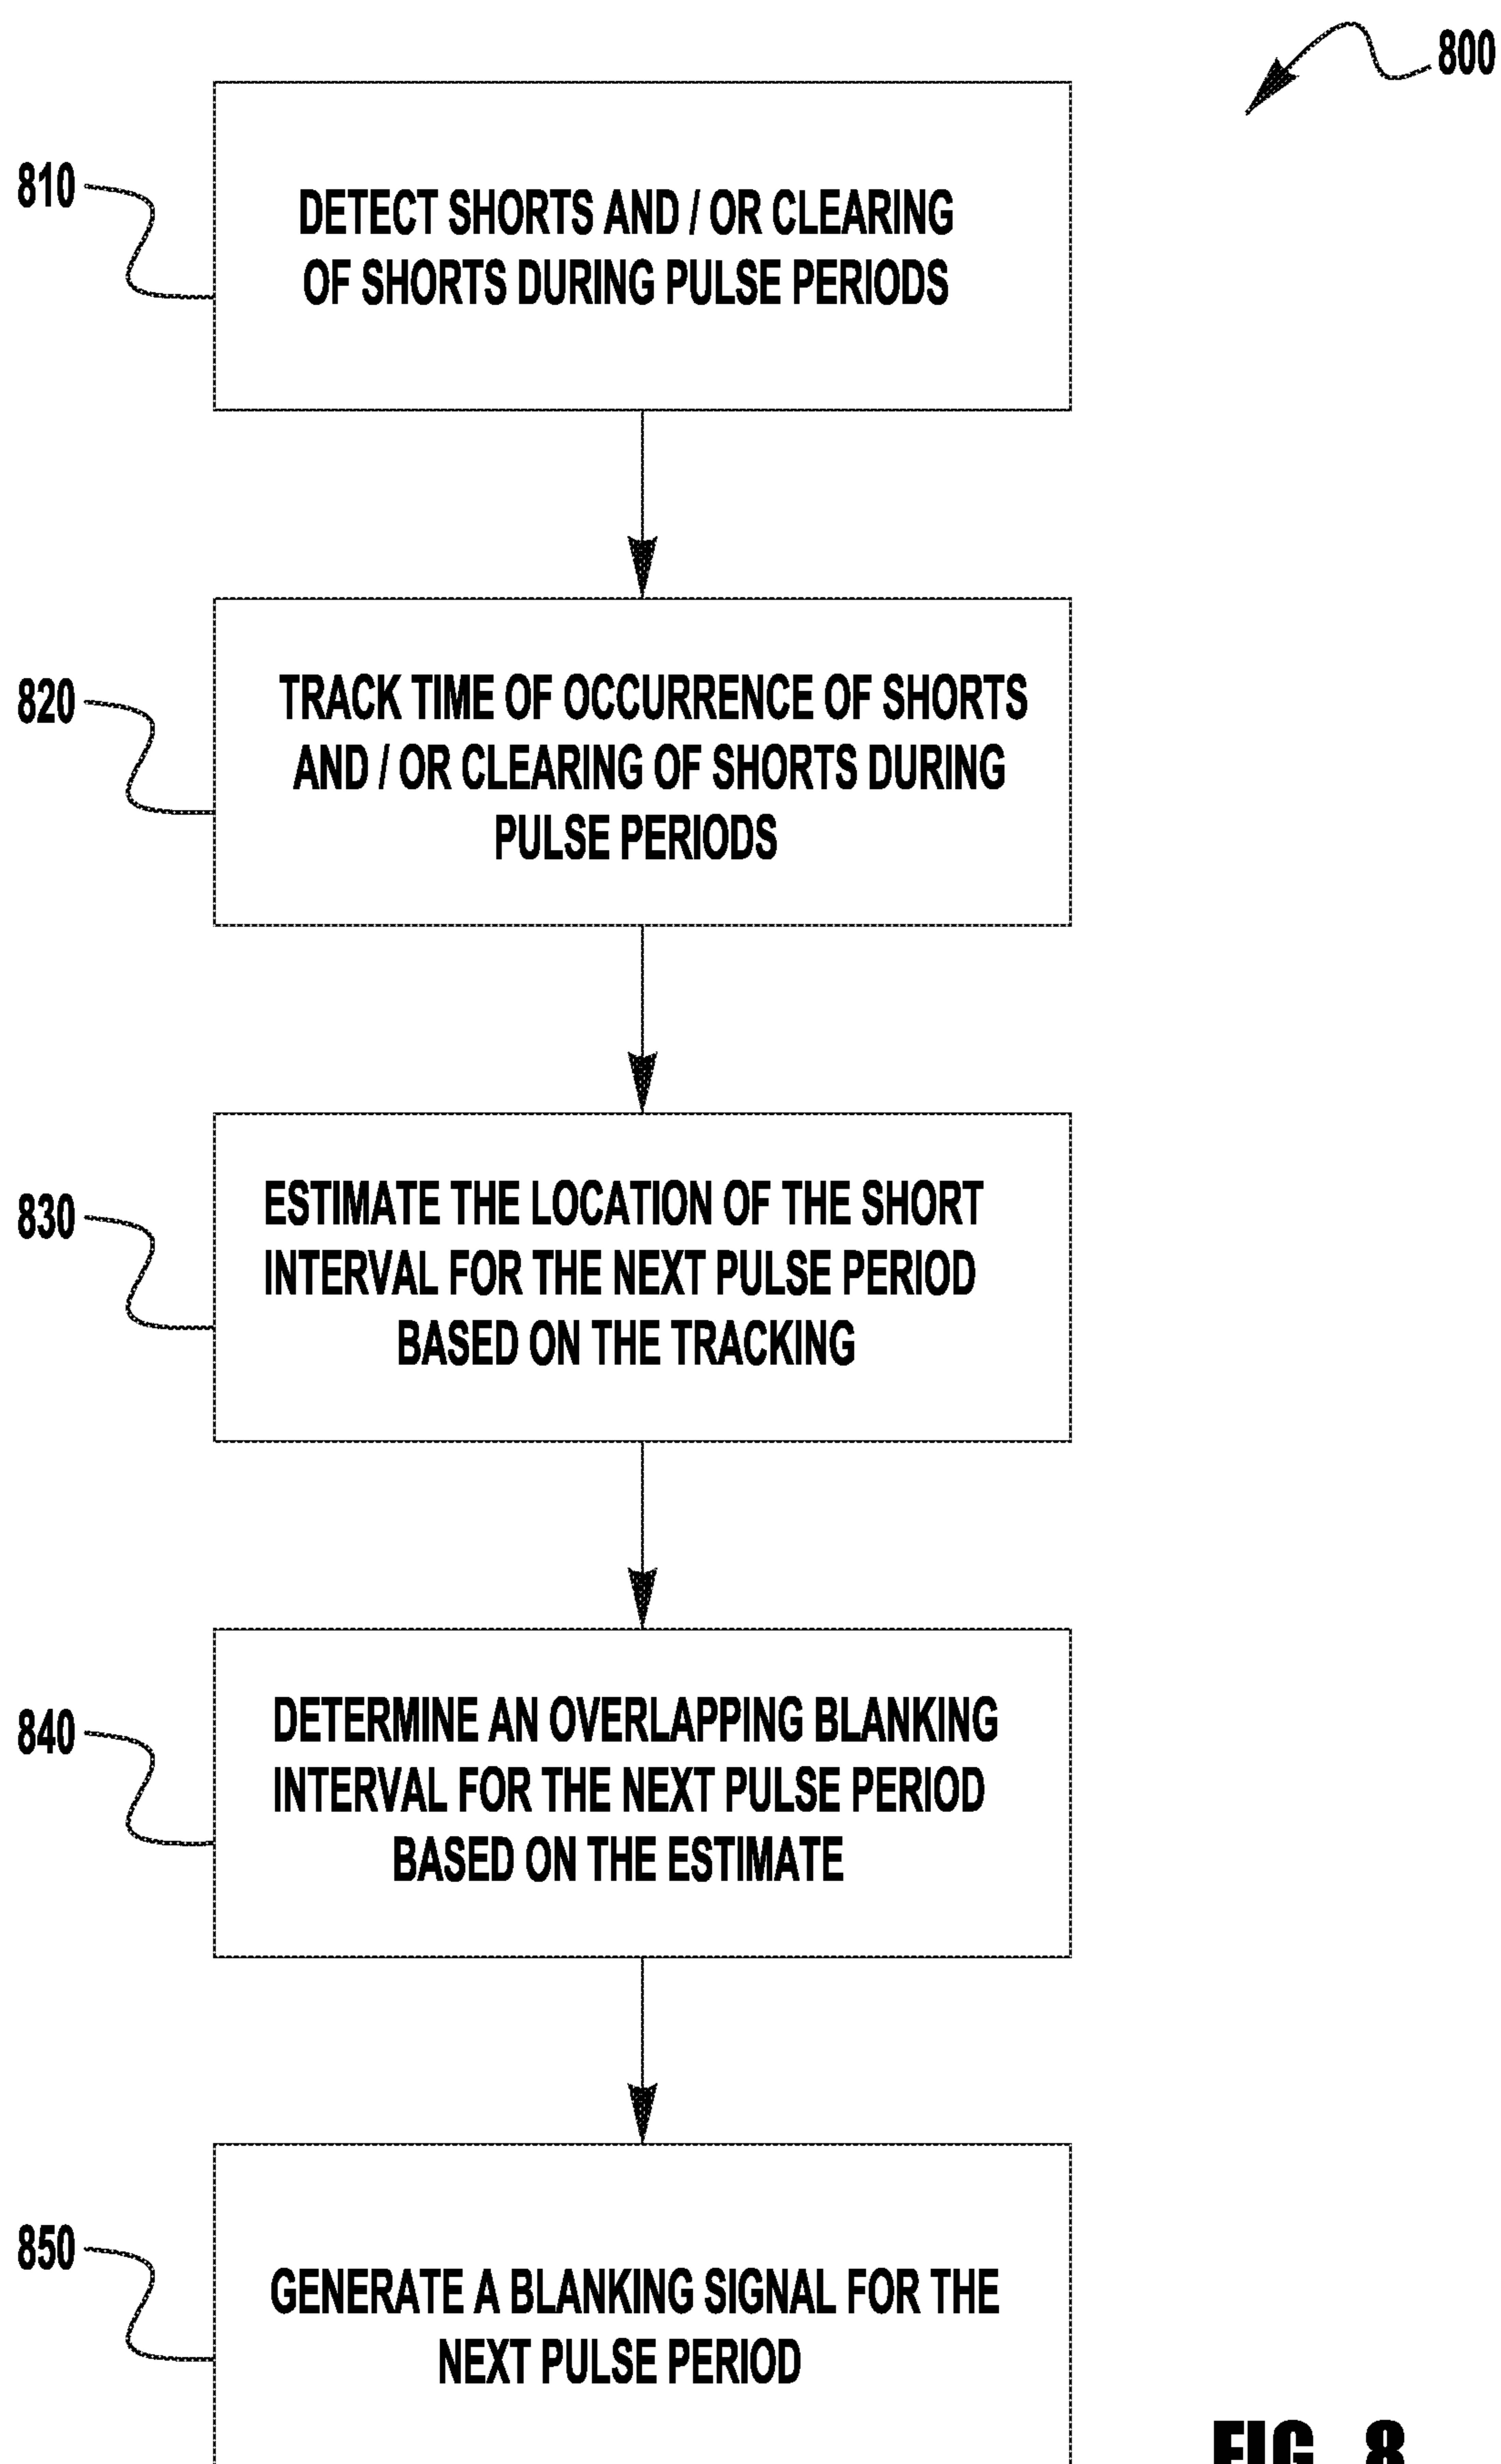 800
810
DETECT SHORTS AND / OR CLEARING
OF SHORTS DURING PULSE PERIODS
820
TRACK TIME OF OCCURRENCE OF SHORTS
AND / OR CLEARING OF SHORTS DURING
PULSE PERIODS
830
ESTIMATE THE LOCATION OF THE SHORT
INTERVAL FOR THE NEXT PULSE PERIOD
BASED ON THE TRACKING
840
DETERMINE AN OVERLAPPING BLANKING
INTERVAL FOR THE NEXT PULSE PERIOD
BASED ON THE ESTIMATE
850
GENERATE A BLANKING SIGNAL FOR THE
NEXT PULSE PERIOD
FIG. 8